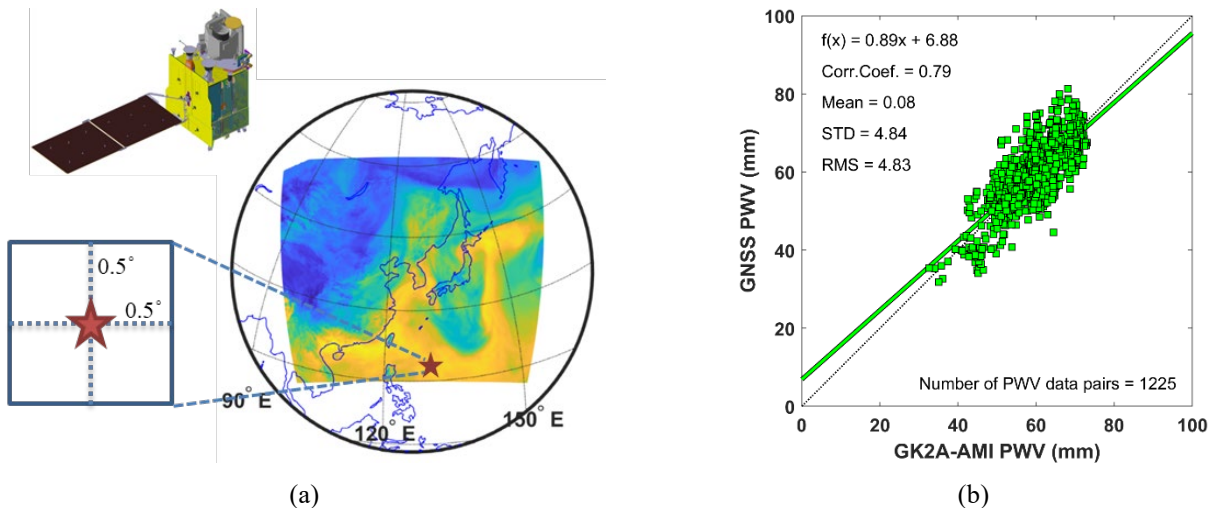 0.5°
0.5°
90° E
120° E
150° E
(a)
100
80
60
40
20
0
f(x) = 0.89x + 6.88
Corr.Coef. = 0.79
Mean = 0.08
STD = 4.84
RMS = 4.83
Number of PWV data pairs = 1225
GNSS PWV (mm)
0 20 40 60 80 100
GK2A-AMI PWV (mm)
(b)